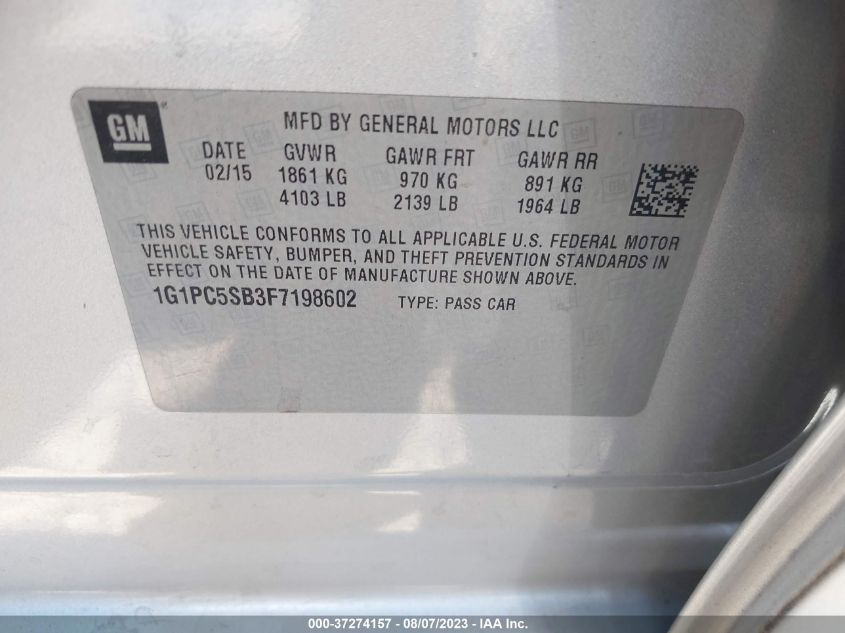 GM
MFD BY GENERAL MOTORS LLC
DATE GVWR GAWR FRT GAWR RR
02/15 1861 KG 970 KG 891 KG
4103 LB 2139 LB 1964 LB
THIS VEHICLE CONFORMS TO ALL APPLICABLE U.S. FEDERAL MOTOR
VEHICLE SAFETY, BUMPER, AND THEFT PREVENTION STANDARDS IN
EFFECT ON THE DATE OF MANUFACTURE SHOWN ABOVE.
1G1PC5SB3F7198602 TYPE: PASS CAR
000-37274157 - 08/07/2023 - IAA Inc.